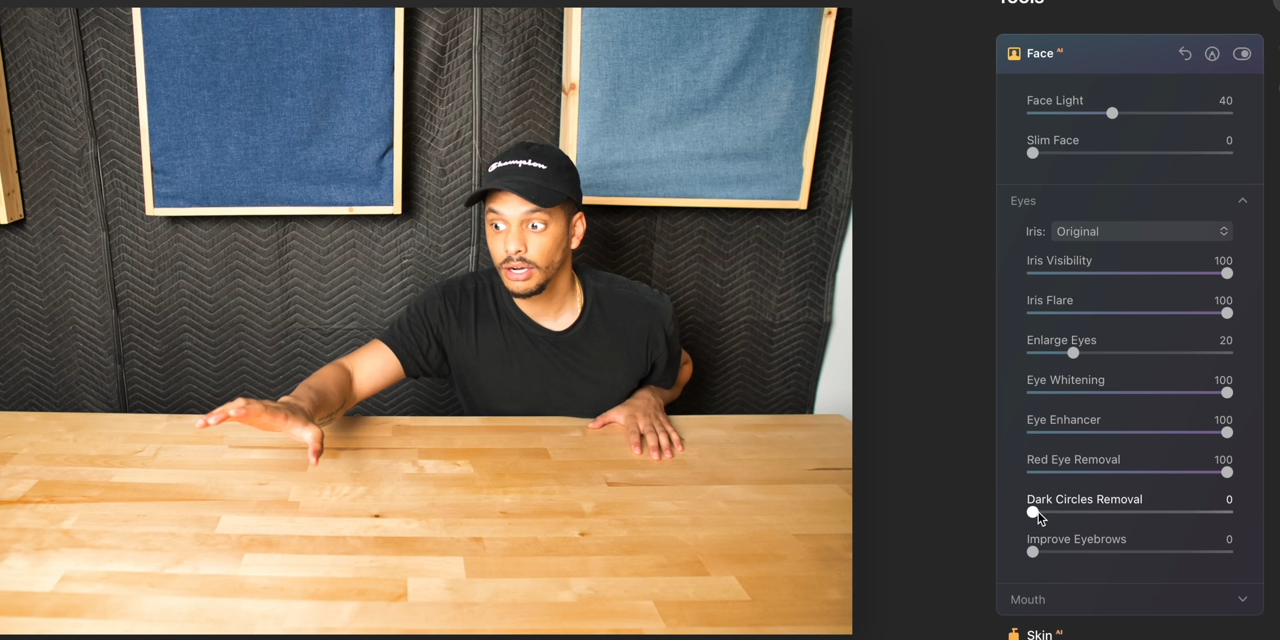 Tools
Face AI
Face Light 40
Slim Face 0
Eyes
Iris: Original
Iris Visibility 100
Iris Flare 100
Enlarge Eyes 20
Eye Whitening 100
Eye Enhancer 100
Red Eye Removal 100
Dark Circles Removal 0
Improve Eyebrows 0
Mouth
Skin AI
Champion